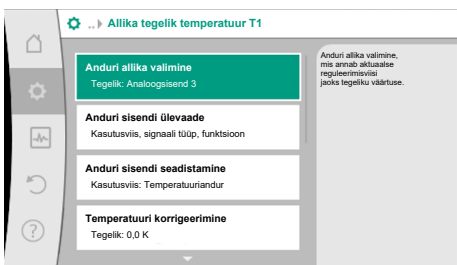 ..▸ Allika tegelik temperatuur T1
Anduri allika valimine
Tegelik: Analoogsisend 3
Anduri sisendi ülevaade
Kasutusviis, signaali tüüp, funktsioon
Anduri sisendi seadistamine
Kasutusviis: Temperatuuriandur
Temperatuuri korrigeerimine
Tegelik: 0,0 K
Anduri allika valimine,
mis annab aktuaalse
reguleerimisviisi
jaoks tegeliku väärtuse.